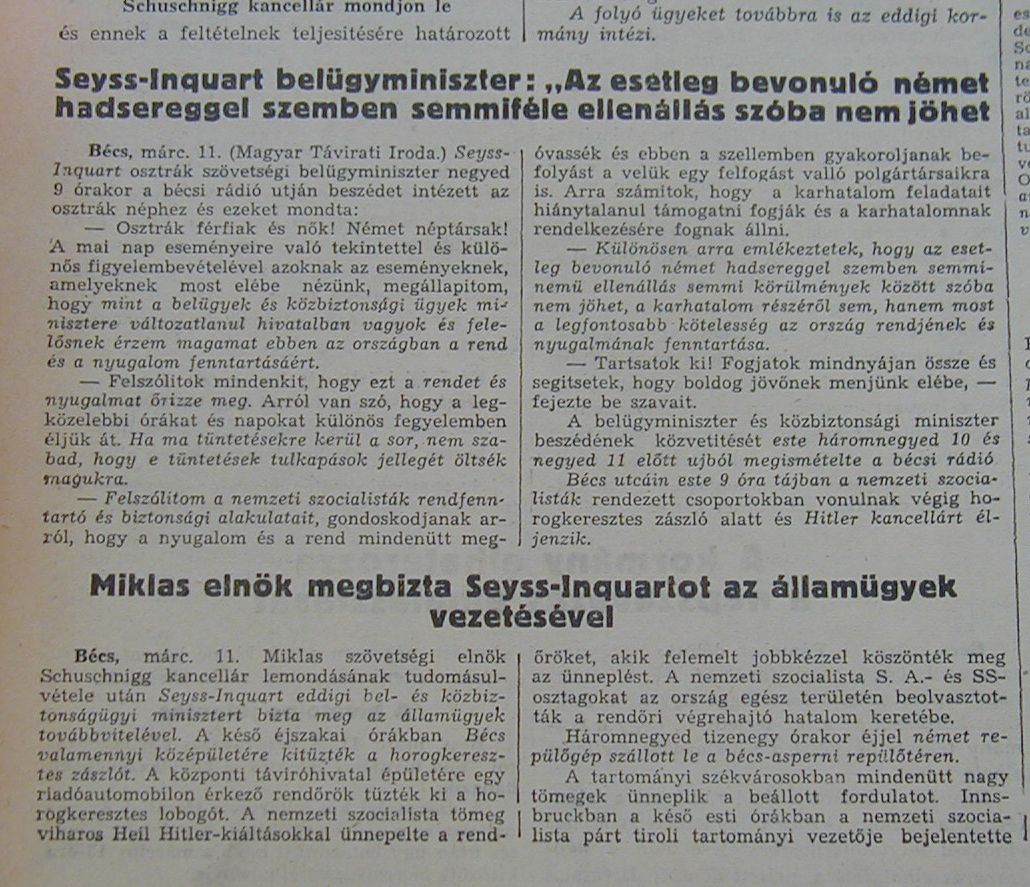 Schuschnigg kancellár mondjon le
és ennek a feltételnek teljesitésére határozott
A folyó ügyeket továbbra is az eddigi kor-
mány intézi.
Seyss-Inquart belügyminiszter: „Az esetleg bevonuló német
hadsereggel szemben semmiféle ellenállás szóba nem jöhet
Bécs, márc. 11. (Magyar Távirati Iroda.) Seyss-
Inquart osztrák szövetségi belügyminiszter negyed
9 órakor a bécsi rádió utján beszédet intézett az
osztrák néphez és ezeket mondta:
— Osztrák férfiak és nők! Német néptársak!
A mai nap eseményeire való tekintettel és külö-
nős figyelembevételével azoknak az eseményeknek,
amelyeknek most elébe nézünk, megállapitom,
hogy mint a belügyek és közbiztonsági ügyek mi-
nisztere változatlanul hivatalban vagyok és fele-
lősnek érzem magamat ebben az országban a rend
és a nyugalom fenntartásáért.
— Felszólitok mindenkit, hogy ezt a rendet és
nyugalmat őrizze meg. Arról van szó, hogy a leg-
közelebbi órákat és napokat különös fegyelemben
éljük át. Ha ma tüntetésekre kerül a sor, nem sza-
bad, hogy e tüntetések tulkapások jellegét öltsék
magukra.
— Felszólitom a nemzeti szocialisták rendfenn-
tartó és biztonsági alakulatait, gondoskodjanak ar-
ról, hogy a nyugalom és a rend mindenütt meg-
óvassék és ebben a szellemben gyakoroljanak be-
folyást a velük egy felfogást valló polgártársaikra
is. Arra számitok, hogy a karhatalom feladatait
hiánytalanul támogatni fogják és a karhatalomnak
rendelkezésére fognak állni.
— Különösen arra emlékeztetek, hogy az eset-
leg bevonuló német hadsereggel szemben semmi-
nemü ellenállás semmi körülmények között szóba
nem jöhet, a karhatalom részéről sem, hanem most
a legfontosabb kötelesség az ország rendjének és
nyugalmának fenntartása.
— Tartsatok ki! Fogjatok mindnyájan össze és
segitsetek, hogy boldog jövőnek menjünk elébe, —
fejezte be szavait.
A belügyminiszter és közbiztonsági miniszter
beszédének közvetitését este háromnegyed 10 és
negyed 11 előtt ujból megismételte a bécsi rádió
Bécs utcáin este 9 óra tájban a nemzeti szocia-
listák rendezett csoportokban vonulnak végig ho-
rogkeresztes zászló alatt és Hitler kancellárt él-
jenzik.
Miklas elnök megbizta Seyss-Inquartot az államügyek
vezetésével
Bécs, márc. 11. Miklas szövetségi elnök
Schuschnigg kancellár lemondásának tudomásul-
vétele után Seyss-Inquart eddigi bel- és közbiz-
tonságügyi minisztert bizta meg az államügyek
továbbvitelével. A késő éjszakai órákban Bécs
valamennyi középületére kitüzték a horogkeresz-
tes zászlót. A központi táviróhivatal épületére egy
riadóautomobilon érkező rendőrök tüzték ki a ho-
rogkeresztes lobogót. A nemzeti szocialista tömeg
viharos Heil Hitler-kiáltásokkal ünnepelte a rend-
őröket, akik felemelt jobbkézzel köszönték meg
az ünneplést. A nemzeti szocialista S. A.- és SS-
osztagokat az ország egész területén beolvasztot-
ták a rendőri végrehajtó hatalom keretébe.
Háromnegyed tizenegy órakor éjjel német re-
pülőgép szállott le a bécs-asperni repülőtéren.
A tartományi székvárosokban mindenütt nagy
tömegek ünneplik a beállott fordulatot. Inns-
bruckban a késő esti órákban a nemzeti szocia-
lista párt tiroli tartományi vezetője bejelentette